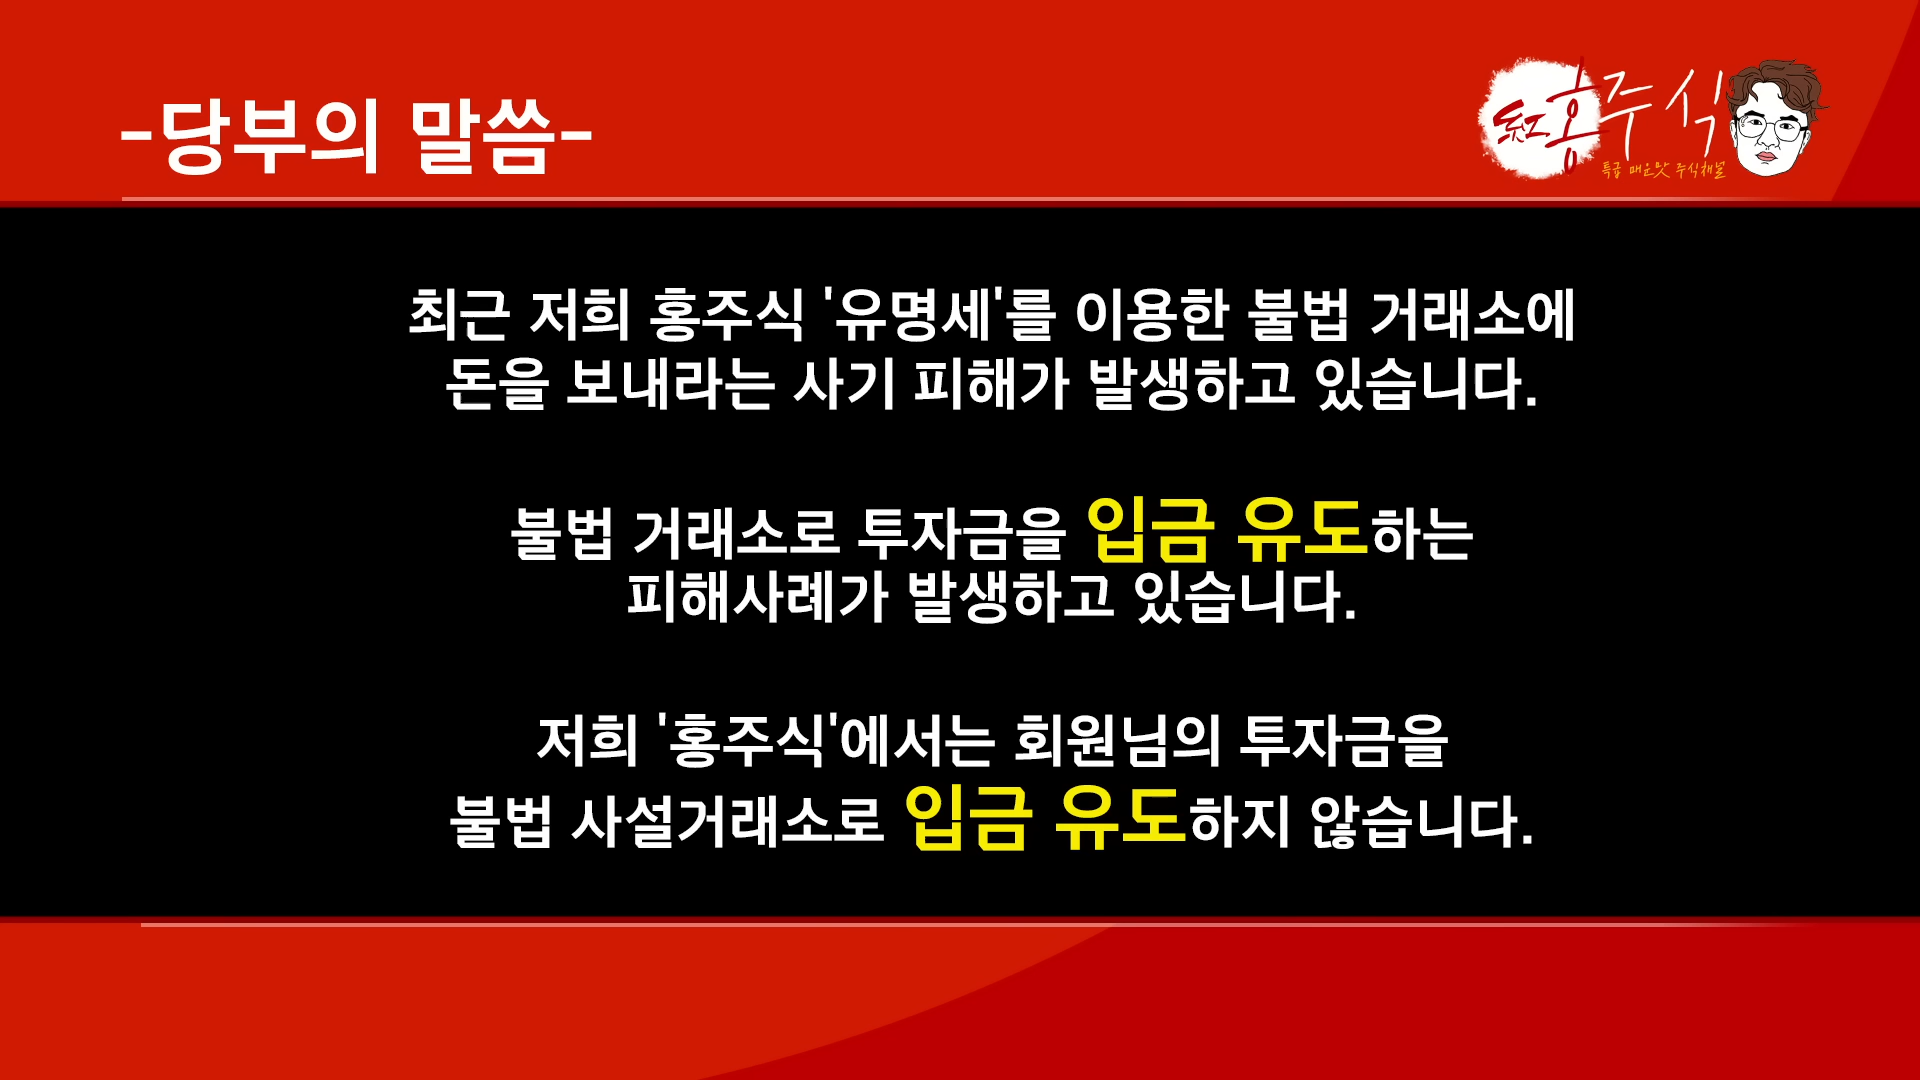 -당부의 말씀-
紅홍주식
특급 매운맛 주식채널
최근 저희 홍주식 '유명세'를 이용한 불법 거래소에
돈을 보내라는 사기 피해가 발생하고 있습니다.
불법 거래소로 투자금을 입금 유도하는
피해사례가 발생하고 있습니다.
저희 '홍주식'에서는 회원님의 투자금을
불법 사설거래소로 입금 유도하지 않습니다.